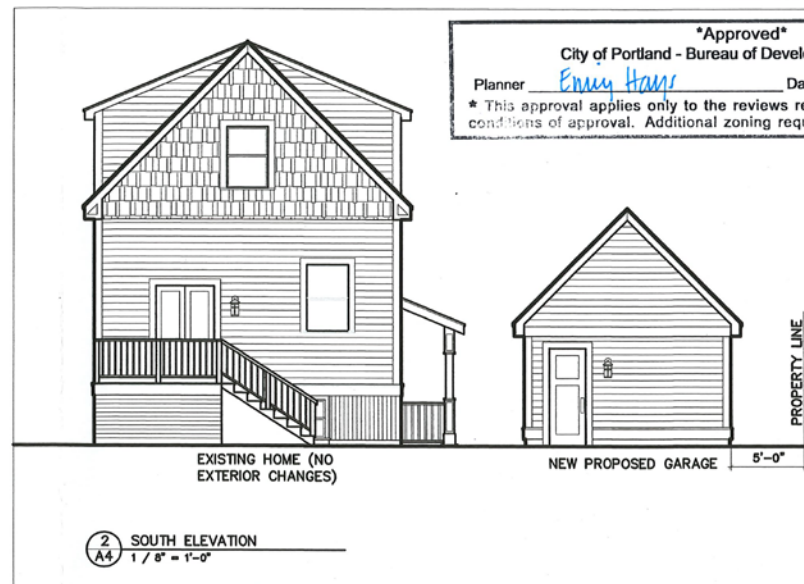 *Approved*
City of Portland - Bureau of Develo
Planner Emily Hays Da
* This approval applies only to the reviews re
conditions of approval. Additional zoning requ
PROPERTY LINE
EXISTING HOME (NO
EXTERIOR CHANGES)
NEW PROPOSED GARAGE
5'-0"
2
A4
SOUTH ELEVATION
1 / 8" = 1'-0"